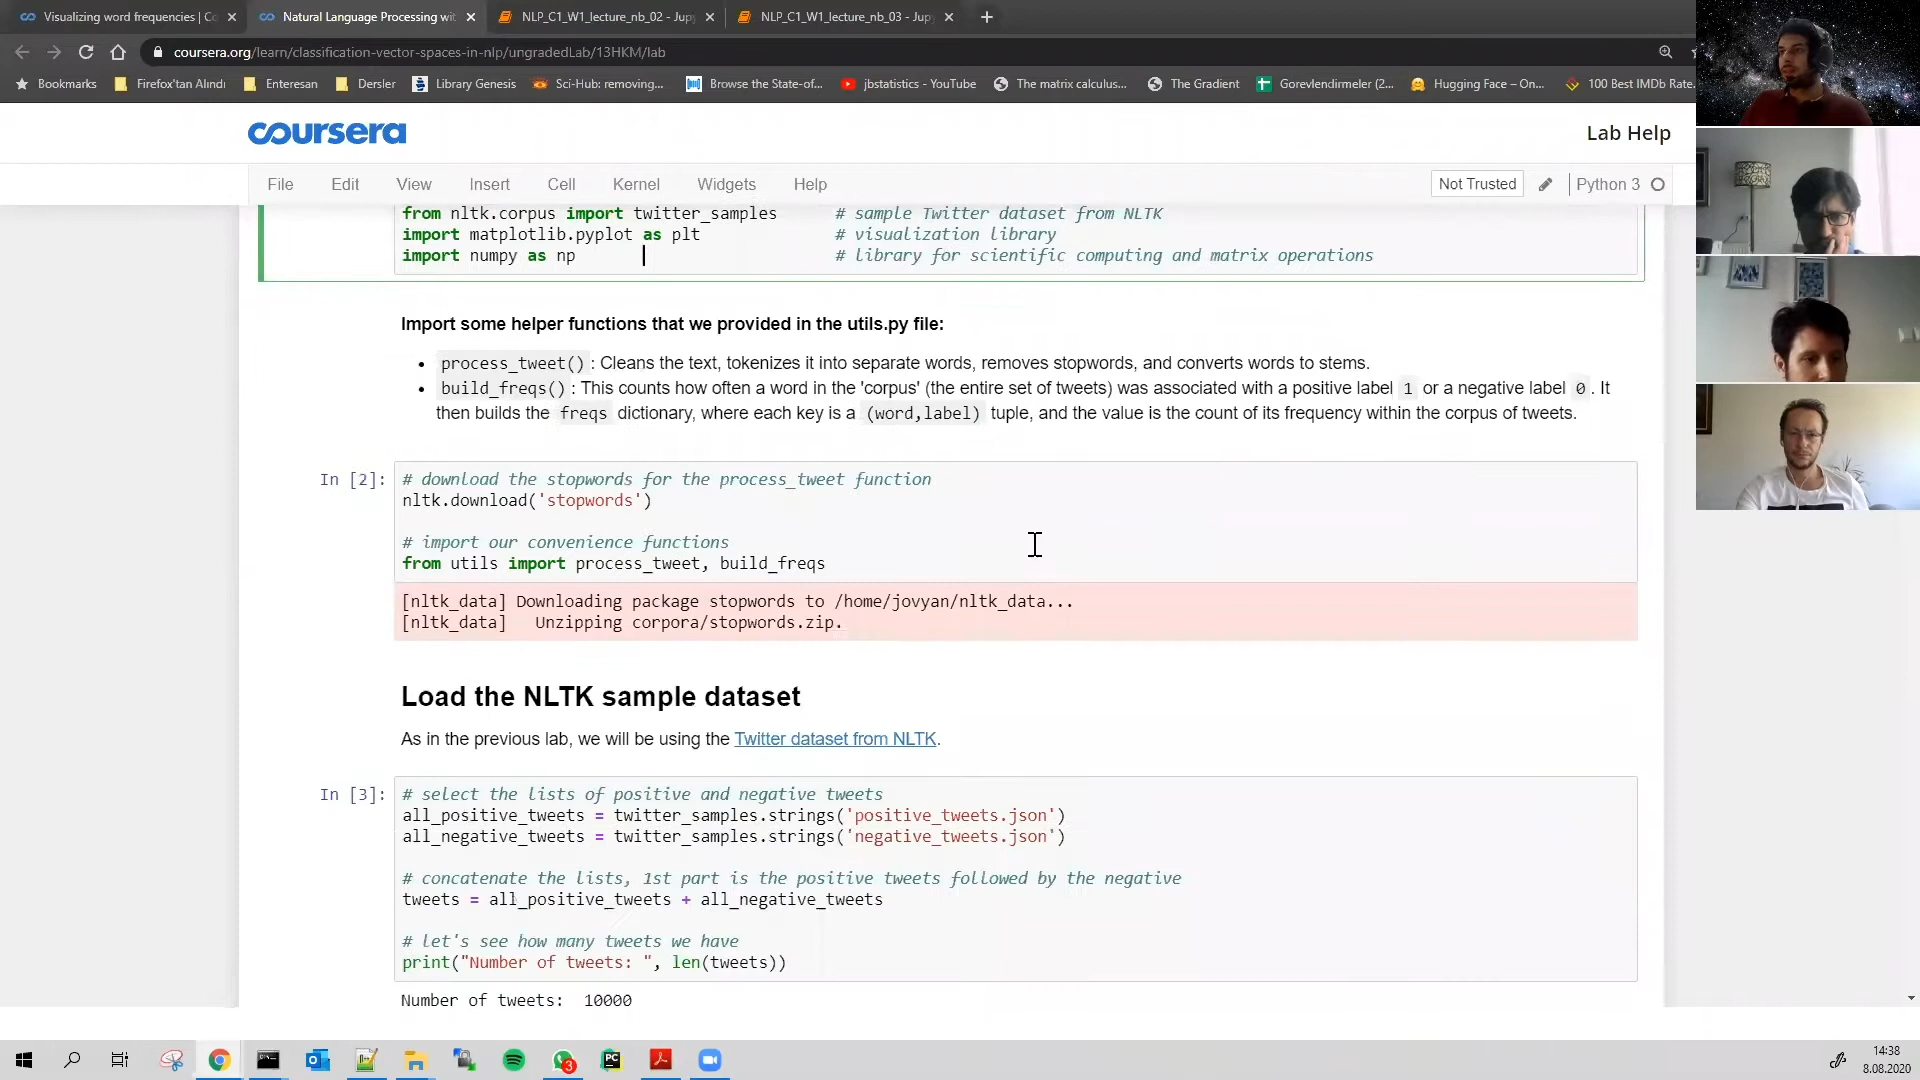 Visualizing word frequencies | Co
Natural Language Processing wit
NLP_C1_W1_lecture_nb_02 - Jup
NLP_C1_W1_lecture_nb_03 - Jup
coursera.org/learn/classification-vector-spaces-in-nlp/ungradedLab/13HKM/lab
Bookmarks
Firefox'tan Alındı
Enteresan
Dersler
Library Genesis
Sci-Hub: removing...
Browse the State-of...
jbstatistics - YouTube
The matrix calculus...
The Gradient
Gorevlendirmeler (2...
Hugging Face – On...
100 Best IMDb Rate.
coursera
Lab Help
File Edit View Insert Cell Kernel Widgets Help
Not Trusted
Python 3
from nltk.corpus import twitter_samples # sample Twitter dataset from NLTK
import matplotlib.pyplot as plt # visualization library
import numpy as np # library for scientific computing and matrix operations
Import some helper functions that we provided in the utils.py file:
• process_tweet() : Cleans the text, tokenizes it into separate words, removes stopwords, and converts words to stems.
• build_freqs() : This counts how often a word in the 'corpus' (the entire set of tweets) was associated with a positive label 1 or a negative label 0 . It
then builds the freqs dictionary, where each key is a (word,label) tuple, and the value is the count of its frequency within the corpus of tweets.
In [2]:
# download the stopwords for the process_tweet function
nltk.download('stopwords')
# import our convenience functions
from utils import process_tweet, build_freqs
[nltk_data] Downloading package stopwords to /home/jovyan/nltk_data...
[nltk_data] Unzipping corpora/stopwords.zip.
Load the NLTK sample dataset
As in the previous lab, we will be using the Twitter dataset from NLTK.
In [3]:
# select the lists of positive and negative tweets
all_positive_tweets = twitter_samples.strings('positive_tweets.json')
all_negative_tweets = twitter_samples.strings('negative_tweets.json')
# concatenate the lists, 1st part is the positive tweets followed by the negative
tweets = all_positive_tweets + all_negative_tweets
# let's see how many tweets we have
print("Number of tweets: ", len(tweets))
Number of tweets: 10000
3
PC
14:38
8.08.2020